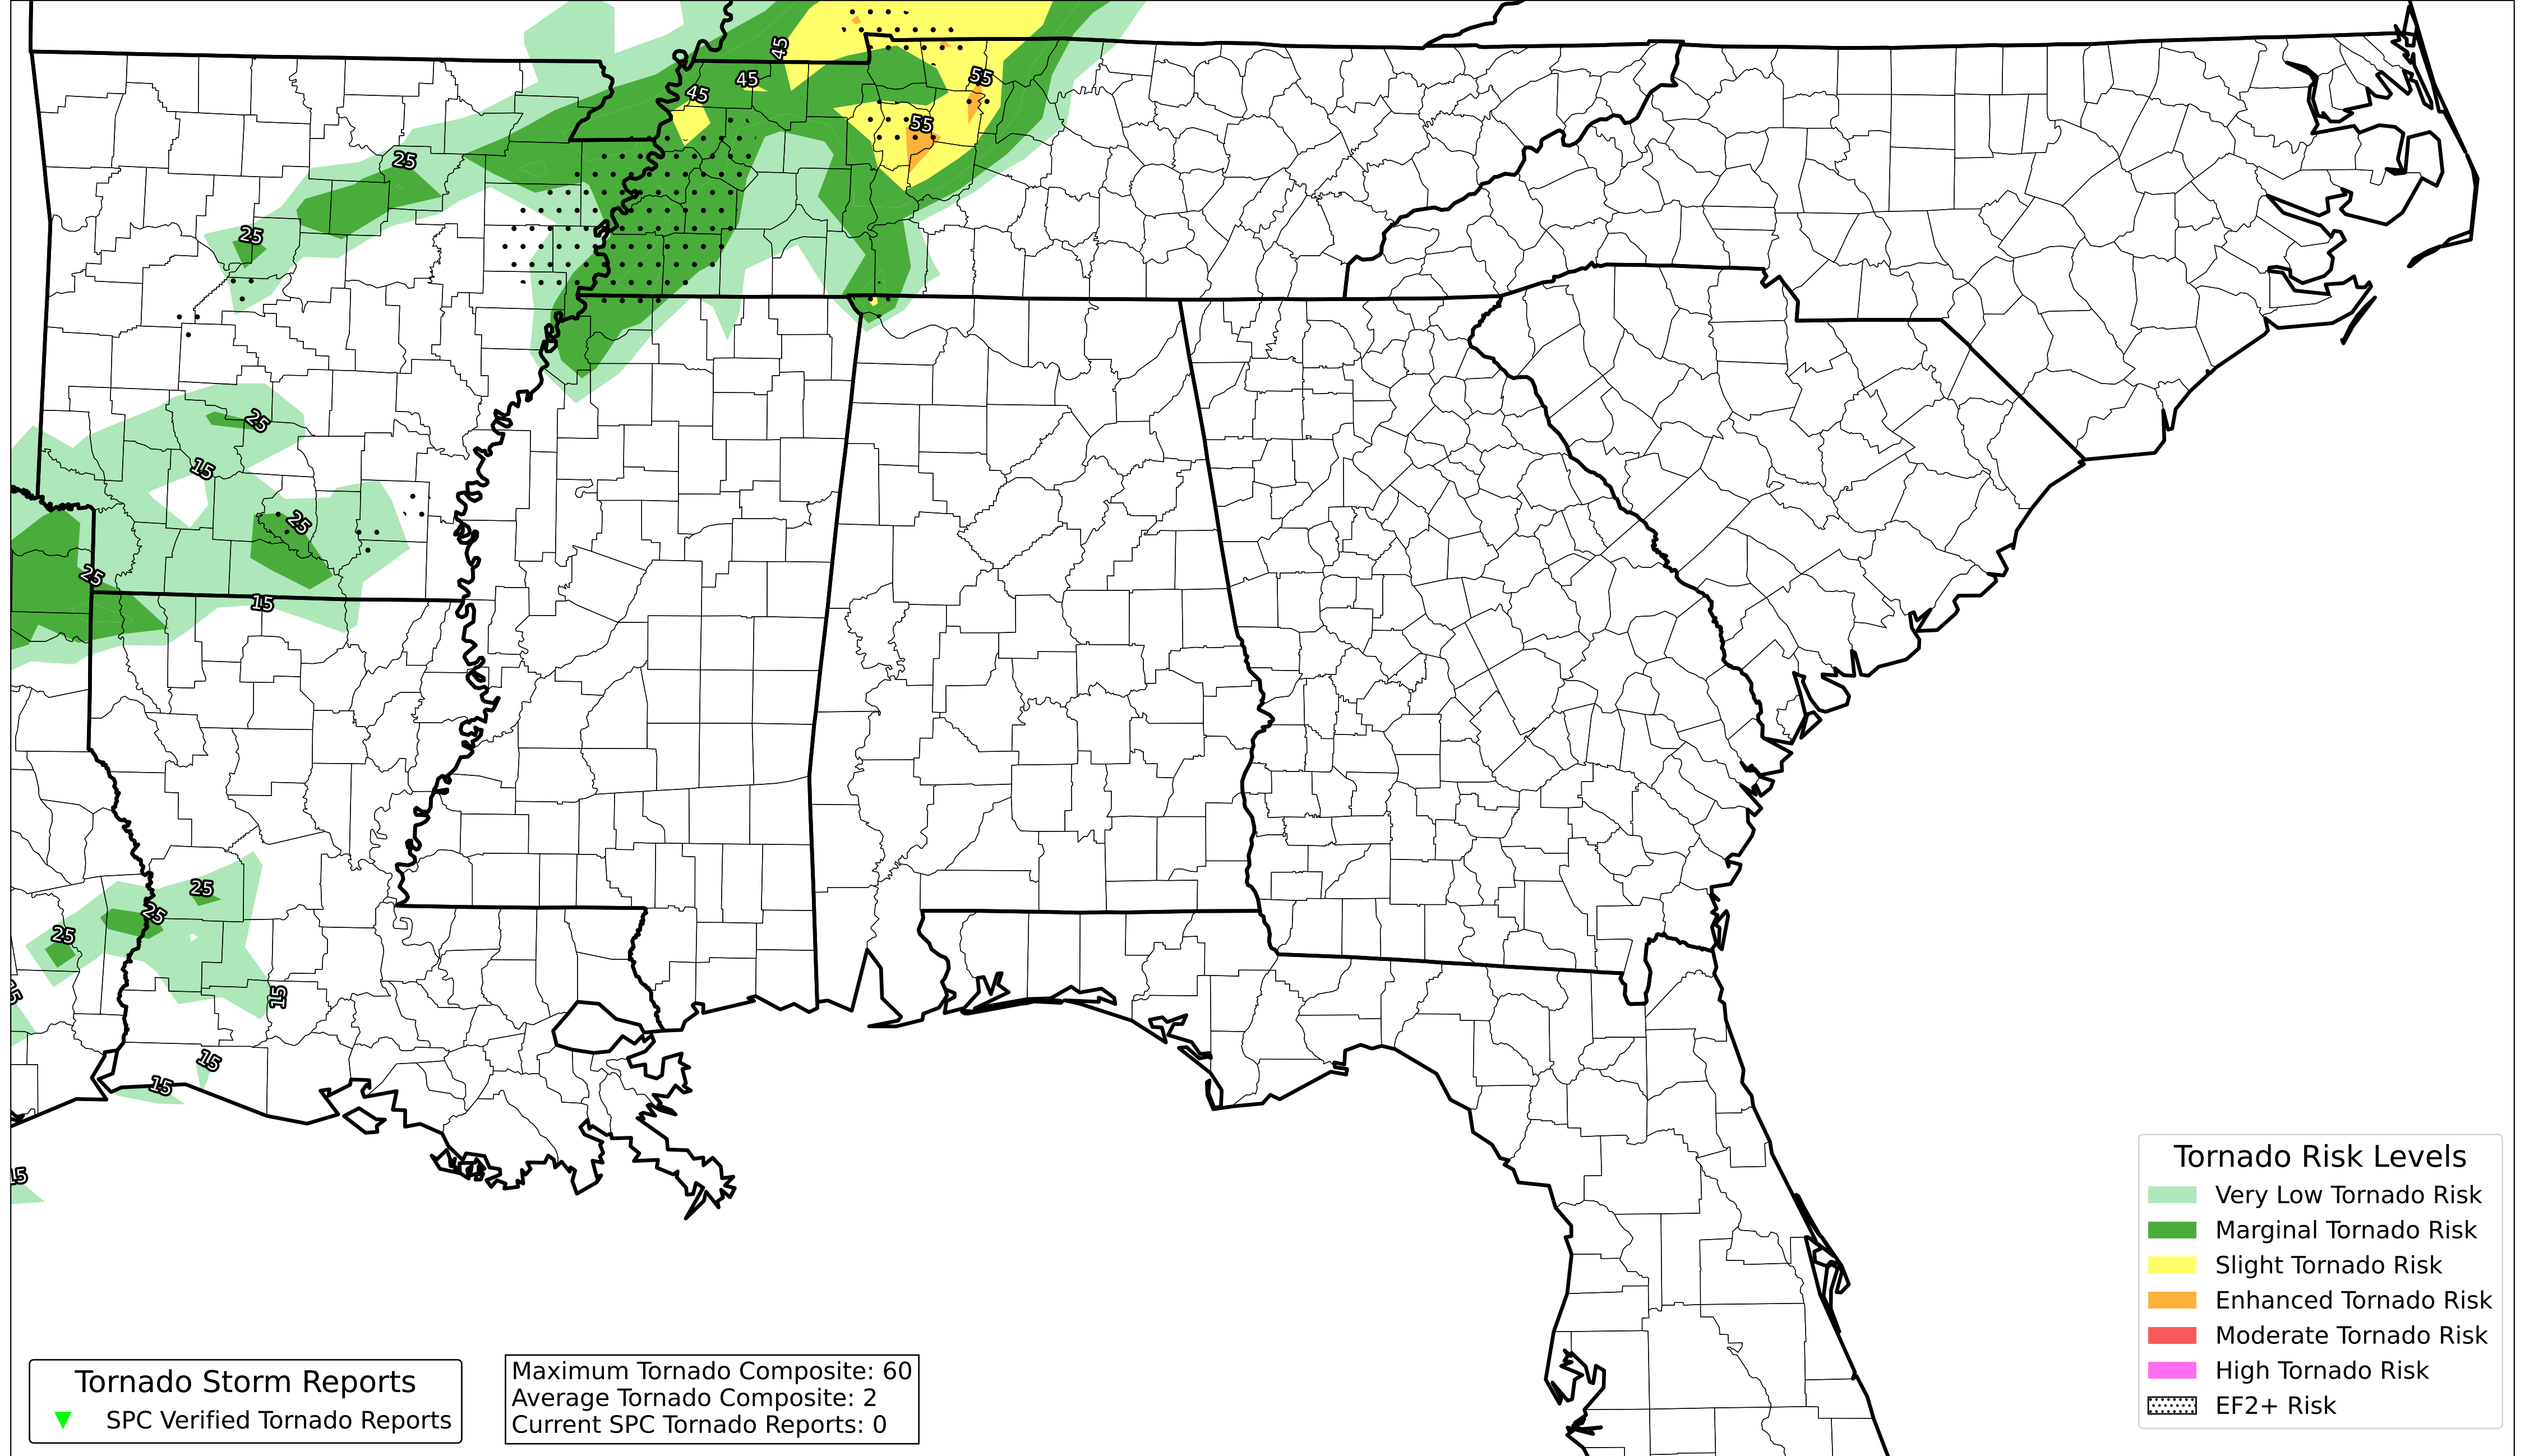 45
45
45
55
55
25
25
25
15
25
25
15
25
25
25
15
15
15
15
15
Tornado Storm Reports
SPC Verified Tornado Reports
Maximum Tornado Composite: 60
Average Tornado Composite: 2
Current SPC Tornado Reports: 0
Tornado Risk Levels
Very Low Tornado Risk
Marginal Tornado Risk
Slight Tornado Risk
Enhanced Tornado Risk
Moderate Tornado Risk
High Tornado Risk
EF2+ Risk